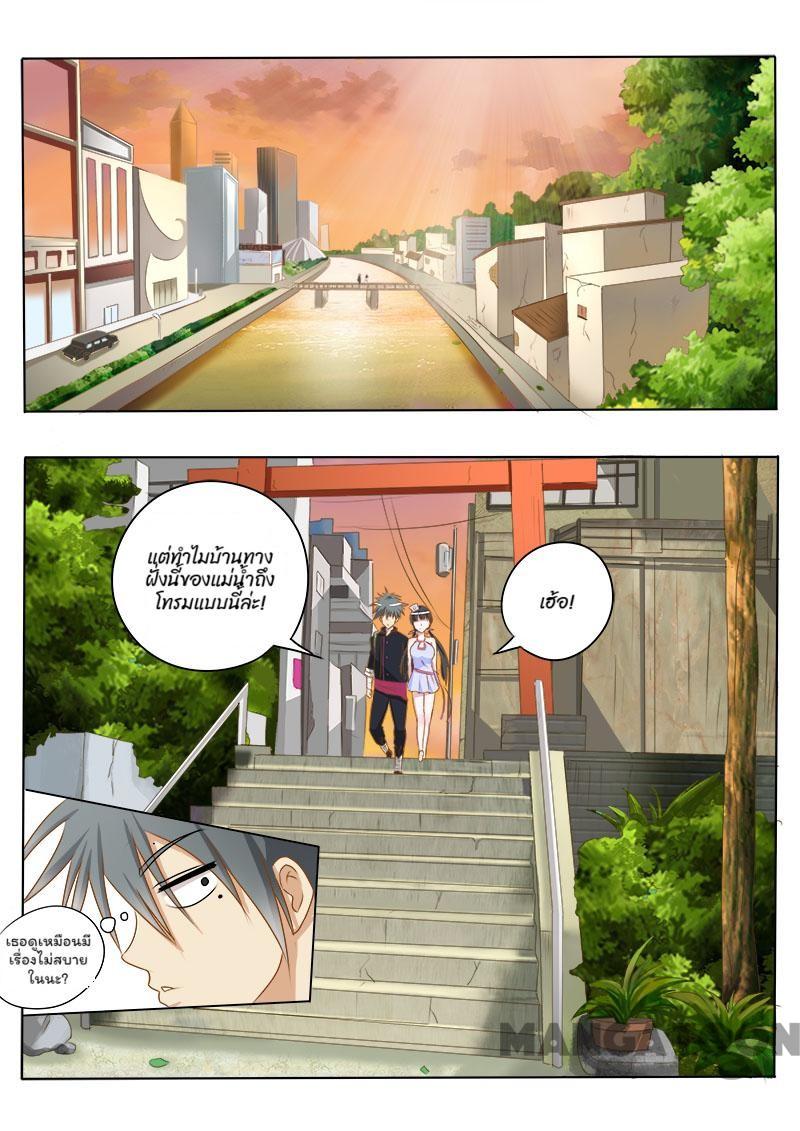 แต่ทำไมบ้านทาง
ฝั่งนี้ของแม่น้ำถึง
โทรมแบบนี้ล่ะ!
เฮ้อ!
เธอดูเหมือนมี
เรื่องไม่สบาย
ในนะ?
MANGATOON